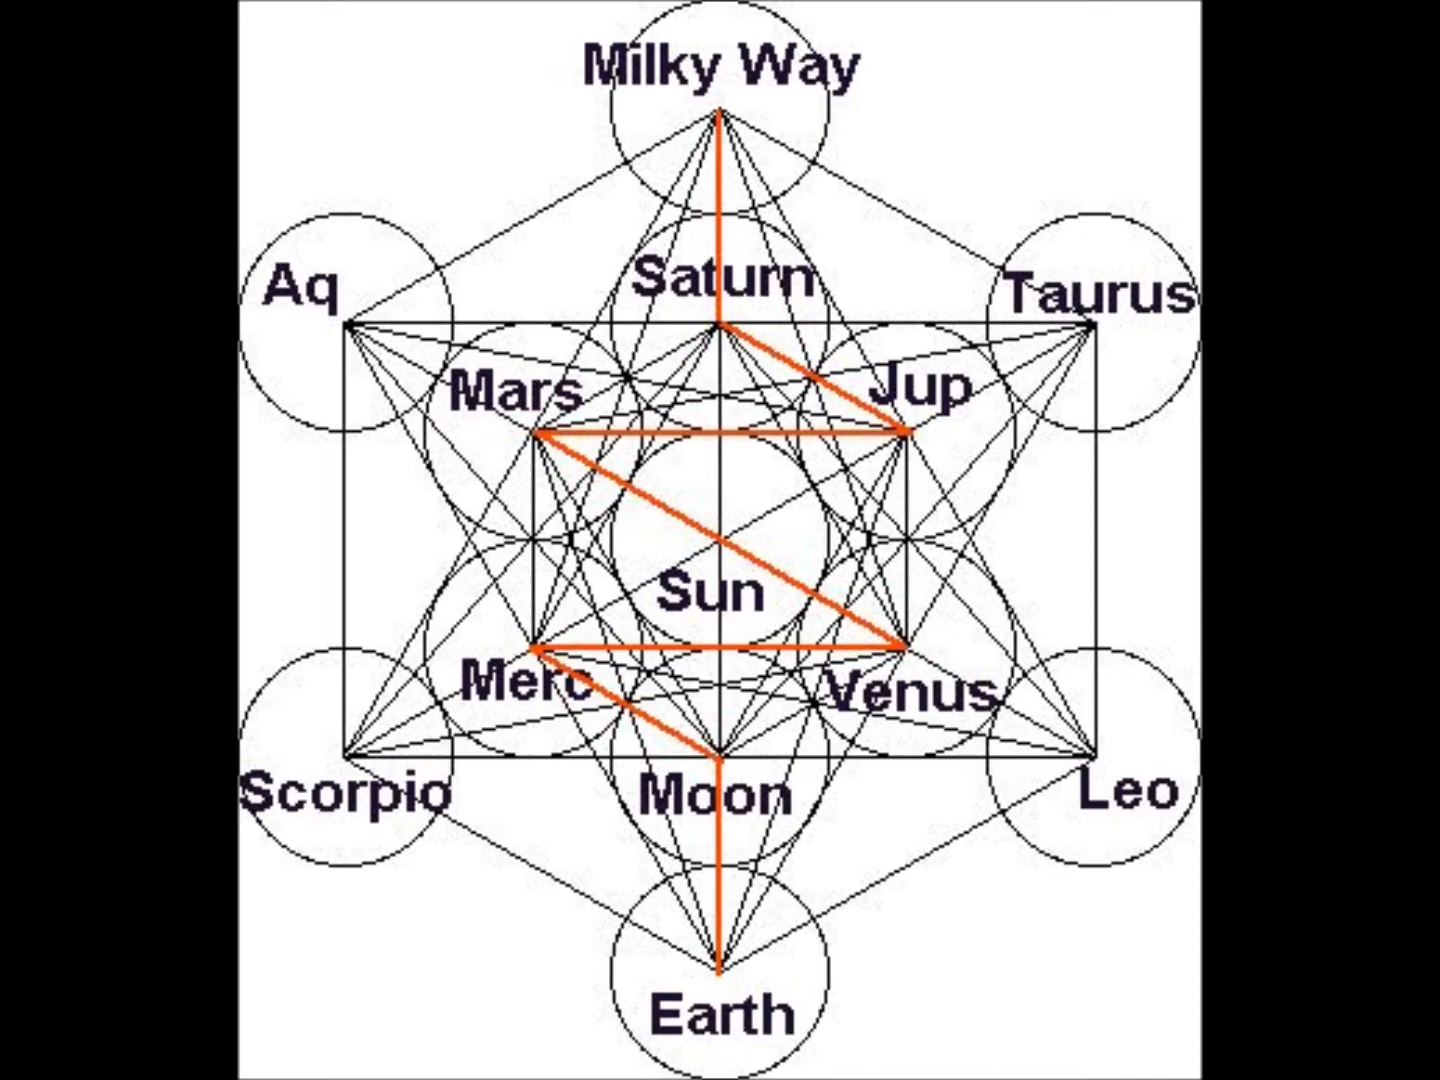 Milky Way
Aq
Saturn
Taurus
Mars
Jup
Sun
Merc
Venus
Scorpio
Moon
Leo
Earth